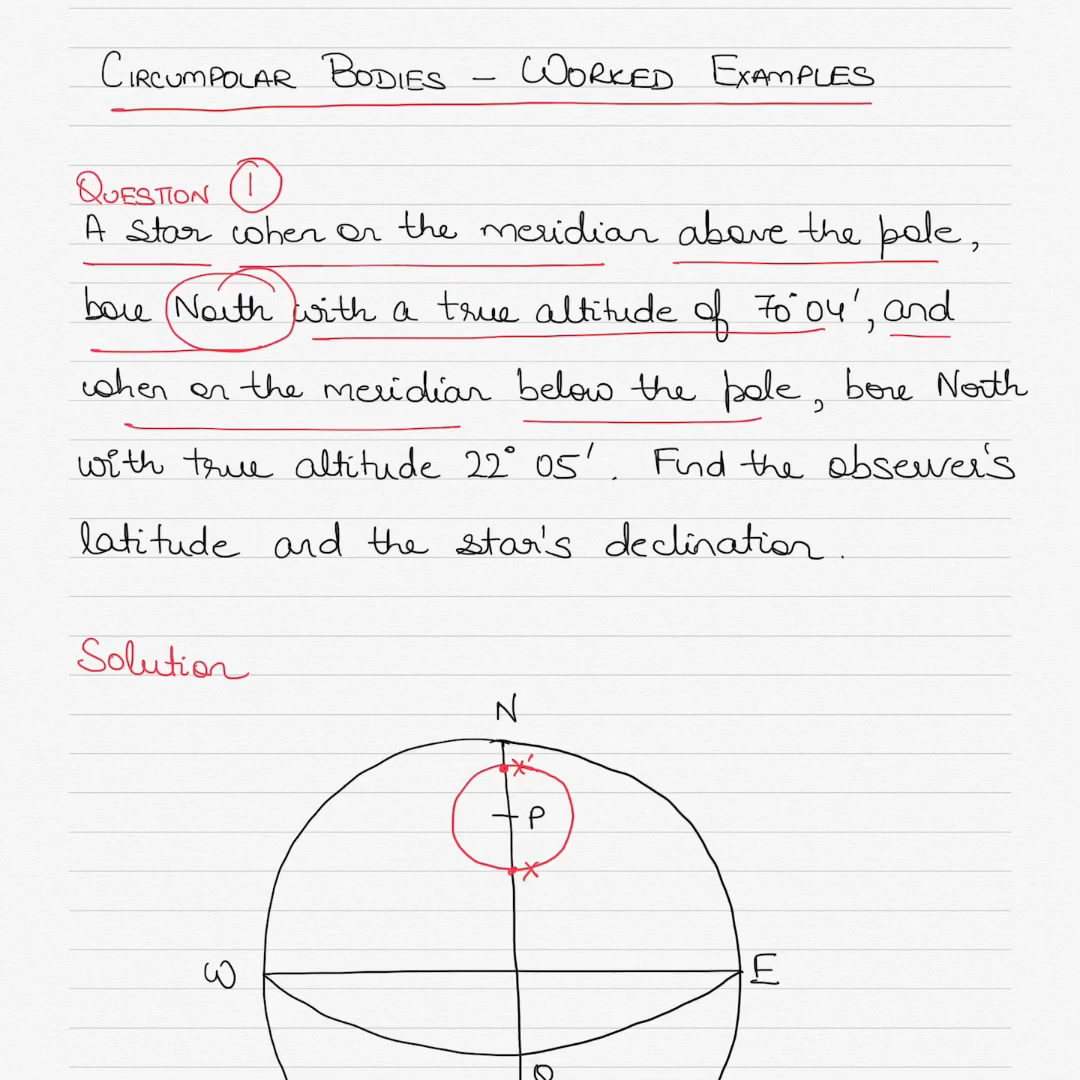 CIRCUMPOLAR BODIES - WORKED EXAMPLES
QUESTION 1
A star when on the meridian above the pole,
bore North with a true altitude of 70° 04', and
when on the meridian below the pole, bore North
with true altitude 22° 05'. Find the observer's
latitude and the star's declination.
Solution
N
X'
P
X
W E
Q